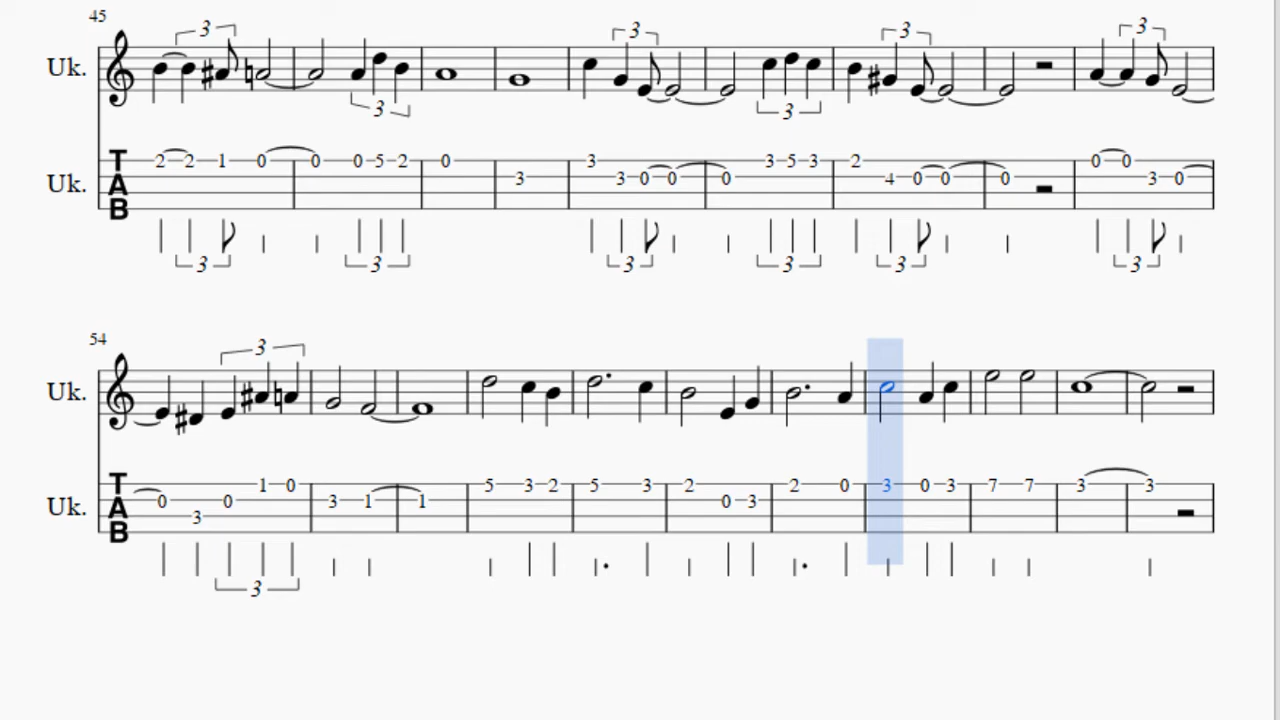 45
3 3 3 3 3 3
Uk.
T 2 2 1 0 0 0 5 2 0 3 3 5 3 2 0 0
Uk. A 3 3 0 0 0 4 0 0 0 3 0
B
3 3 3 3 3 3
54
3
Uk.
T 1 0 5 3 2 5 3 2 2 0 3 0 3 7 7 3 3
Uk. A 0 0 3 1 1 0 3
B 3
3